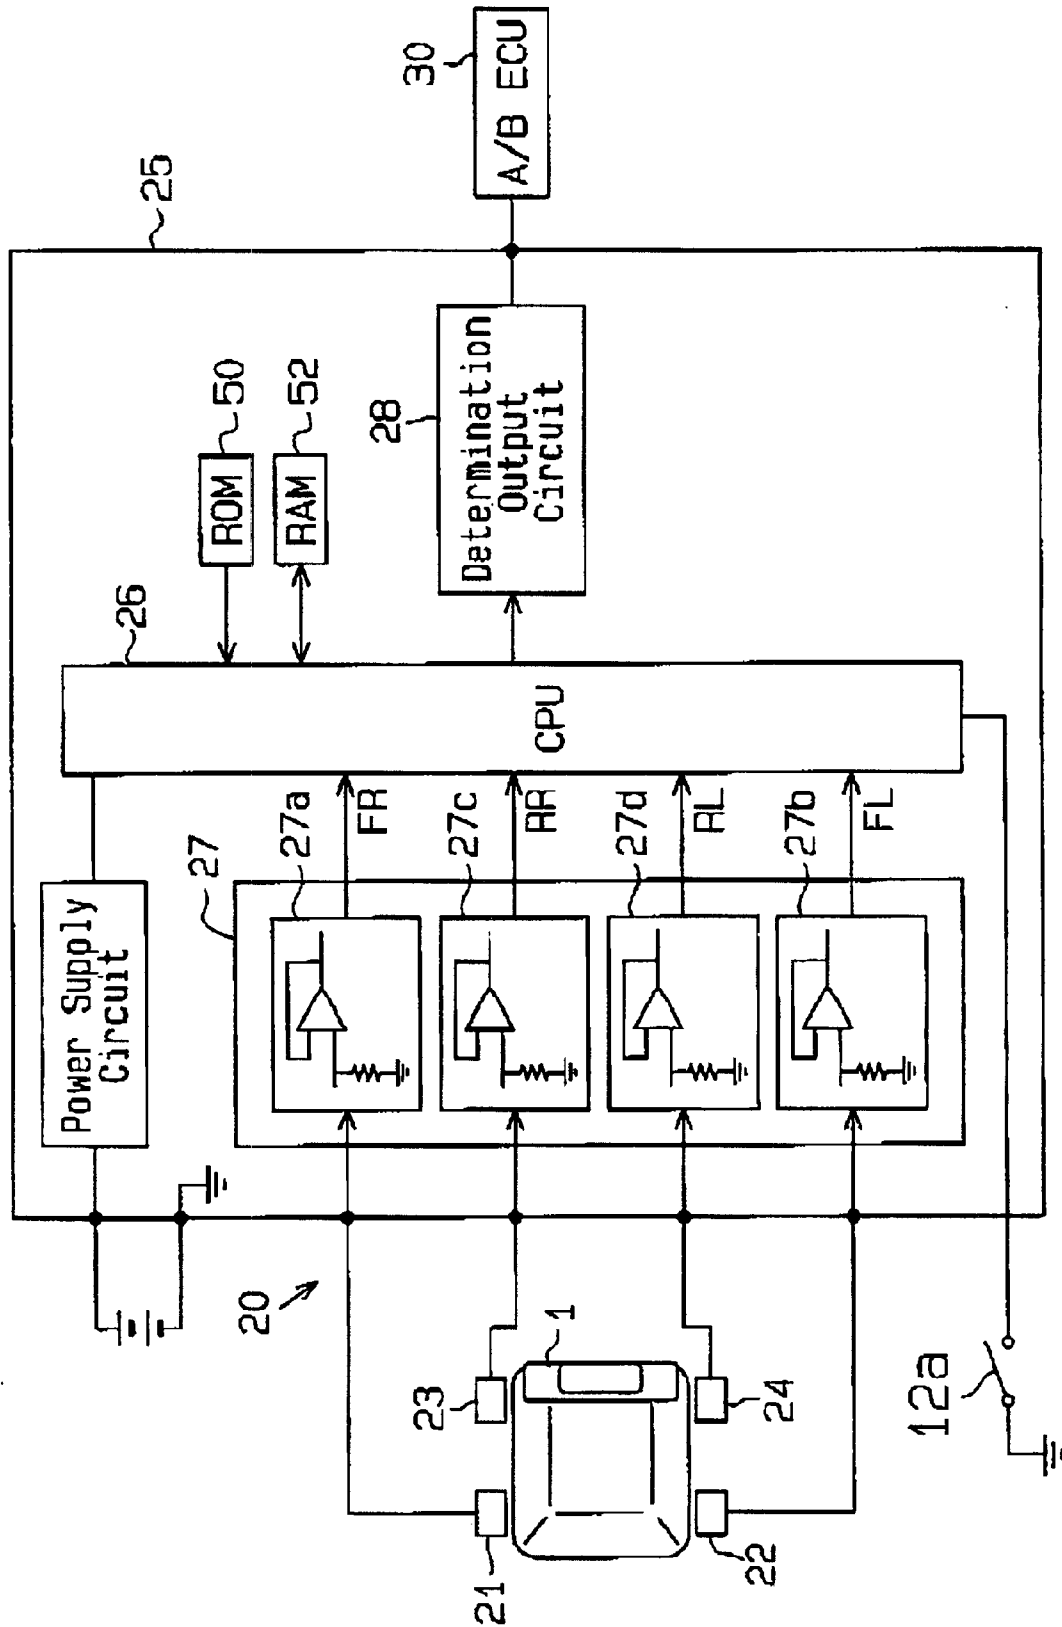 20
Power Supply
Circuit
27
26
25
ROM
50
RAM
52
27a
FR
27c
RR
27d
RL
27b
FL
CPU
28
Determination
Output
Circuit
30
A/B ECU
21
23
1
22
24
12a